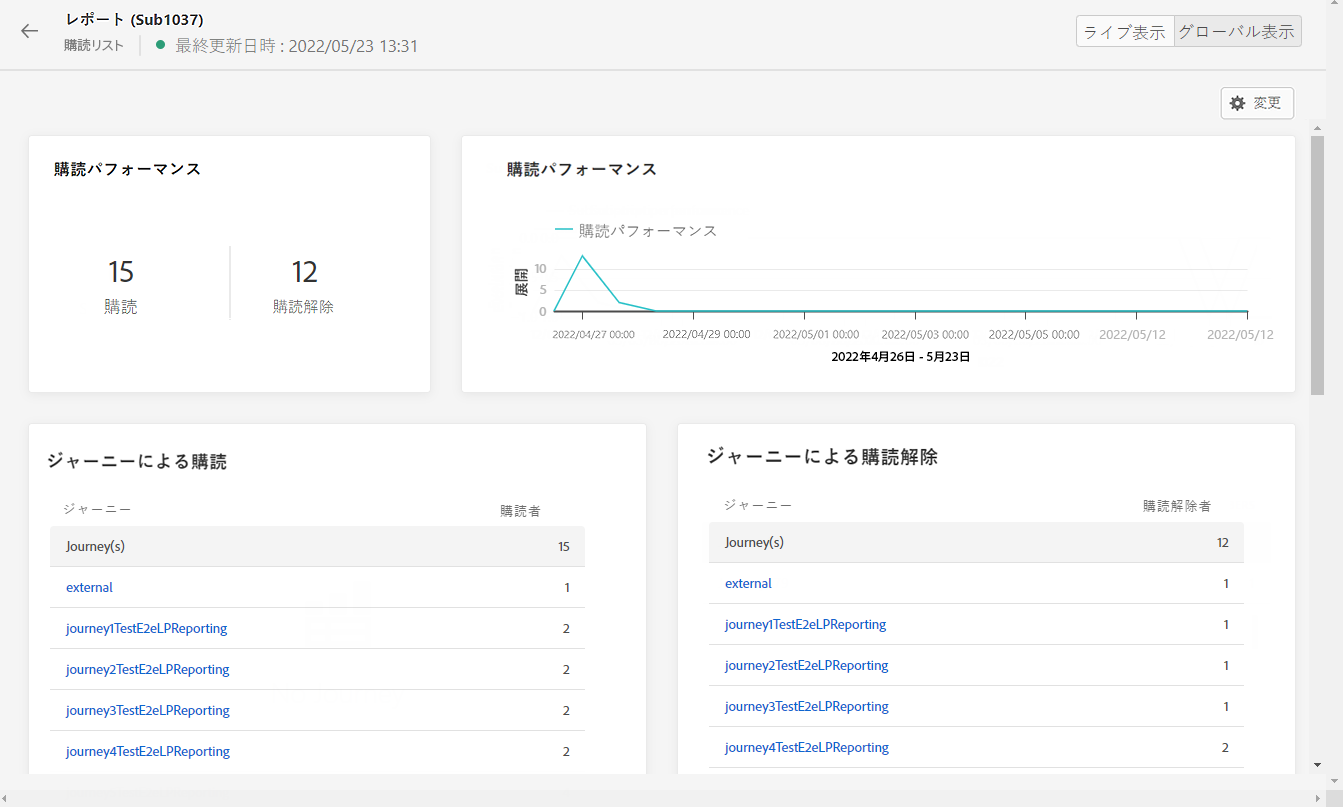 レポート (Sub1037)
購読リスト
最終更新日時 : 2022/05/23 13:31
ライブ表示
グローバル表示
変更
購読パフォーマンス
15
購読
12
購読解除
購読パフォーマンス
購読パフォーマンス
展開
10
5
0
2022/04/27 00:00
2022/04/29 00:00
2022/05/01 00:00
2022/05/03 00:00
2022/05/05 00:00
2022/05/12
2022/05/12
2022年4月26日 - 5月23日
ジャーニーによる購読
ジャーニー 購読者
Journey(s) 15
external 1
journey1TestE2eLPReporting 2
journey2TestE2eLPReporting 2
journey3TestE2eLPReporting 2
journey4TestE2eLPReporting 2
ジャーニーによる購読解除
ジャーニー 購読解除者
Journey(s) 12
external 1
journey1TestE2eLPReporting 1
journey2TestE2eLPReporting 1
journey3TestE2eLPReporting 1
journey4TestE2eLPReporting 2